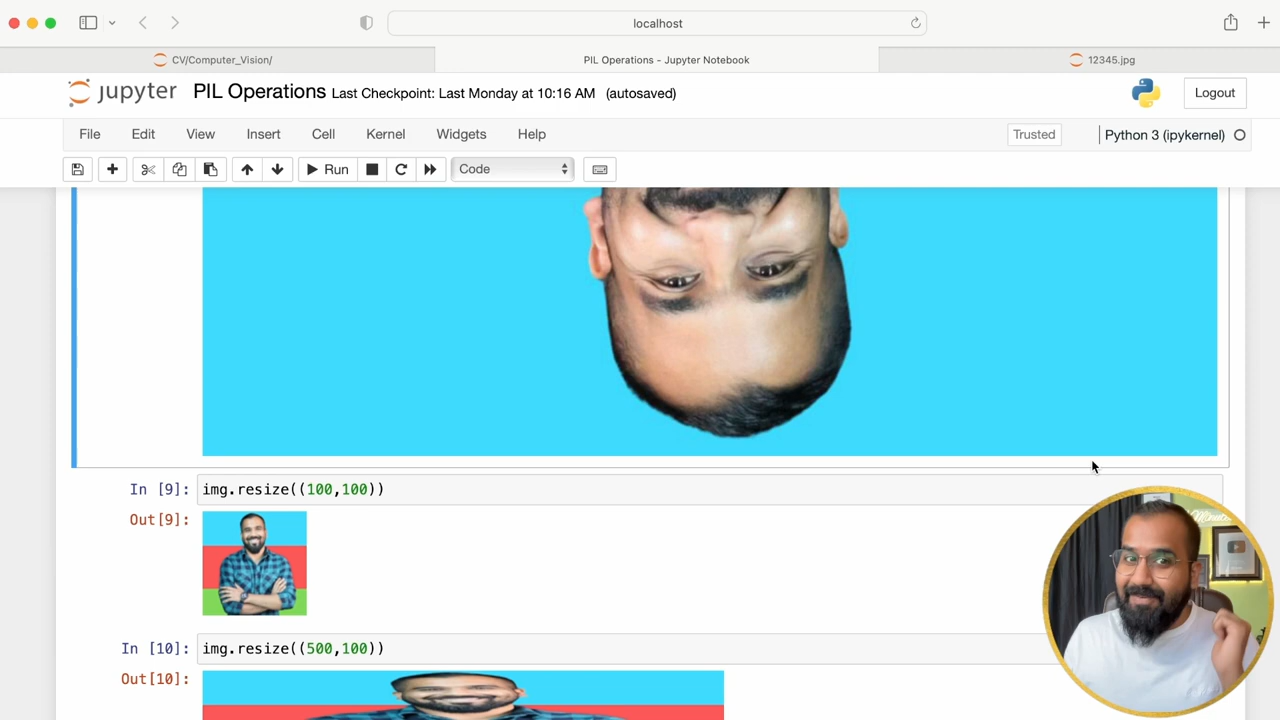 localhost
CV/Computer_Vision/
PIL Operations - Jupyter Notebook
12345.jpg
jupyter PIL Operations Last Checkpoint: Last Monday at 10:16 AM (autosaved)
Logout
File Edit View Insert Cell Kernel Widgets Help
Trusted
Python 3 (ipykernel)
Run
Code
In [9]: img.resize((100,100))
Out[9]:
In [10]: img.resize((500,100))
Out[10]: